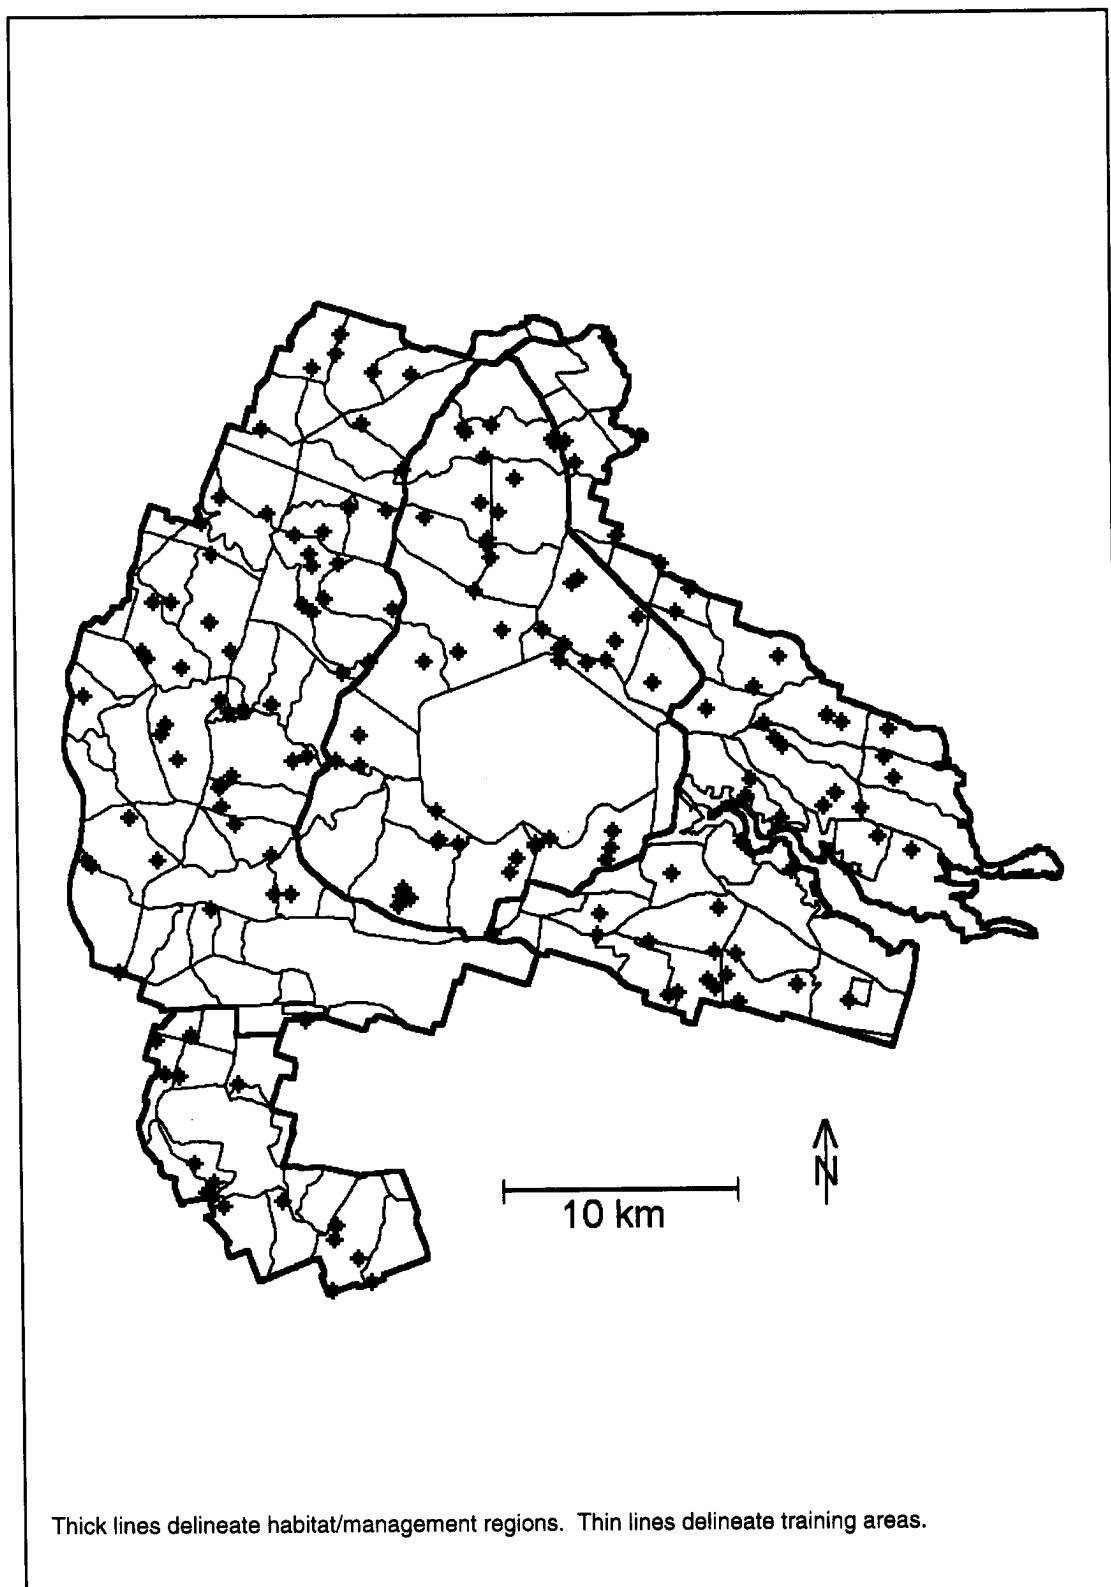 N
10 km
Thick lines delineate habitat/management regions. Thin lines delineate training areas.